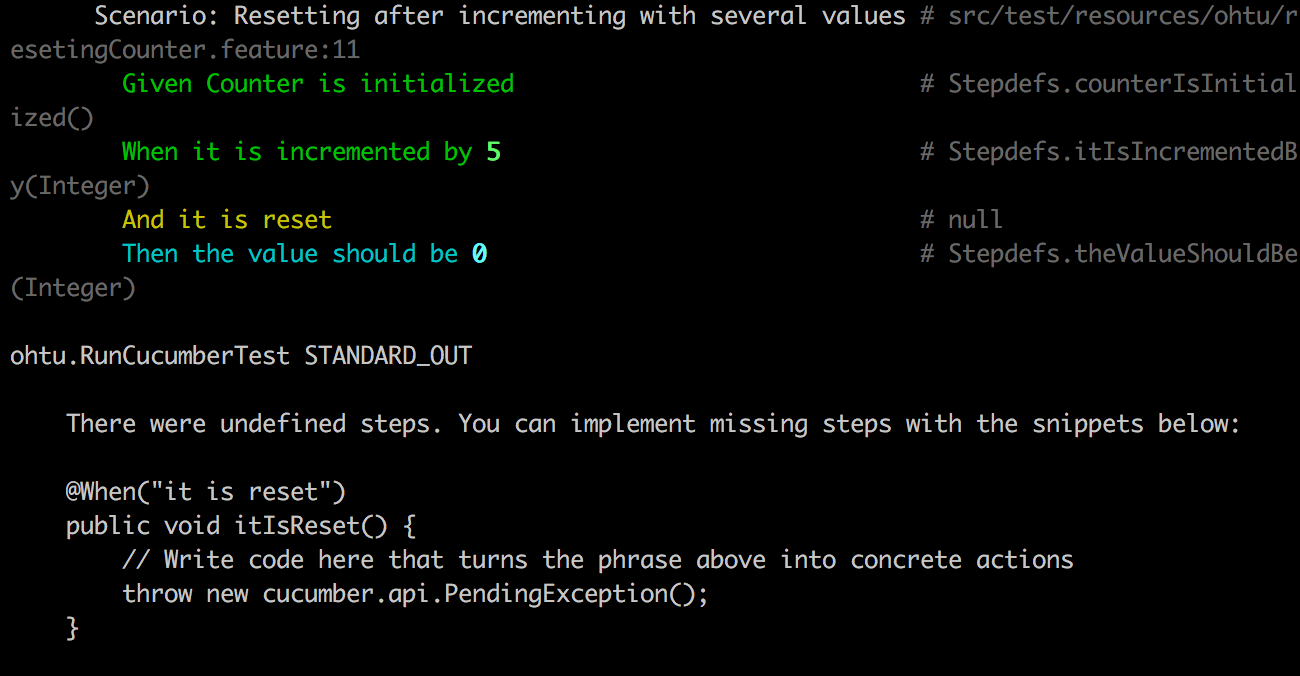 Scenario: Resetting after incrementing with several values # src/test/resources/ohtu/r
esetingCounter.feature:11
Given Counter is initialized # Stepdefs.counterIsInitial
ized()
When it is incremented by 5 # Stepdefs.itIsIncrementedB
y(Integer)
And it is reset # null
Then the value should be 0 # Stepdefs.theValueShouldBe
(Integer)
ohtu.RunCucumberTest STANDARD_OUT
There were undefined steps. You can implement missing steps with the snippets below:
@When("it is reset")
public void itIsReset() {
// Write code here that turns the phrase above into concrete actions
throw new cucumber.api.PendingException();
}